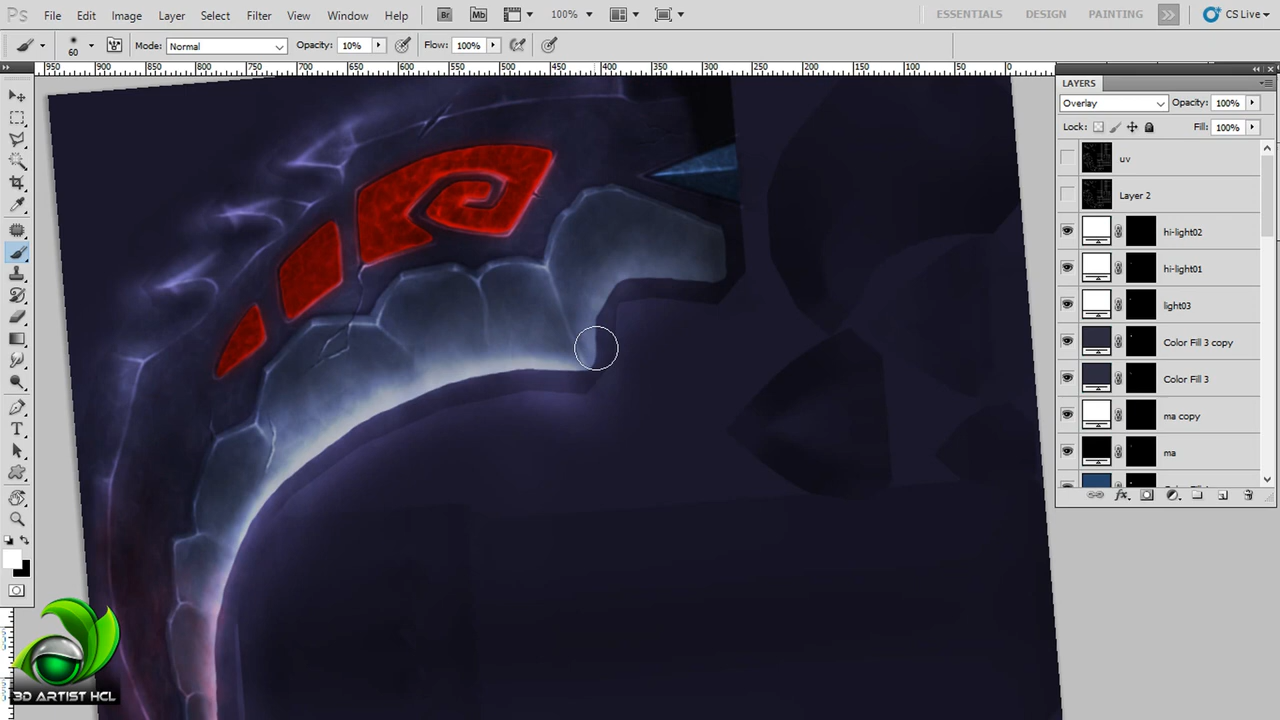 Ps File Edit Image Layer Select Filter View Window Help Br Mb 100% ESSENTIALS DESIGN PAINTING >> CS Live
60 Mode: Normal Opacity: 10% Flow: 100%
950 900 850 800 750 700 650 600 550 500 450 400 350 300 250 200 150 100 50 0
LAYERS
Overlay Opacity: 100%
Lock: Fill: 100%
uv
Layer 2
hi-light02
hi-light01
light03
Color Fill 3 copy
Color Fill 3
ma copy
ma
fx
3D ARTIST HCL